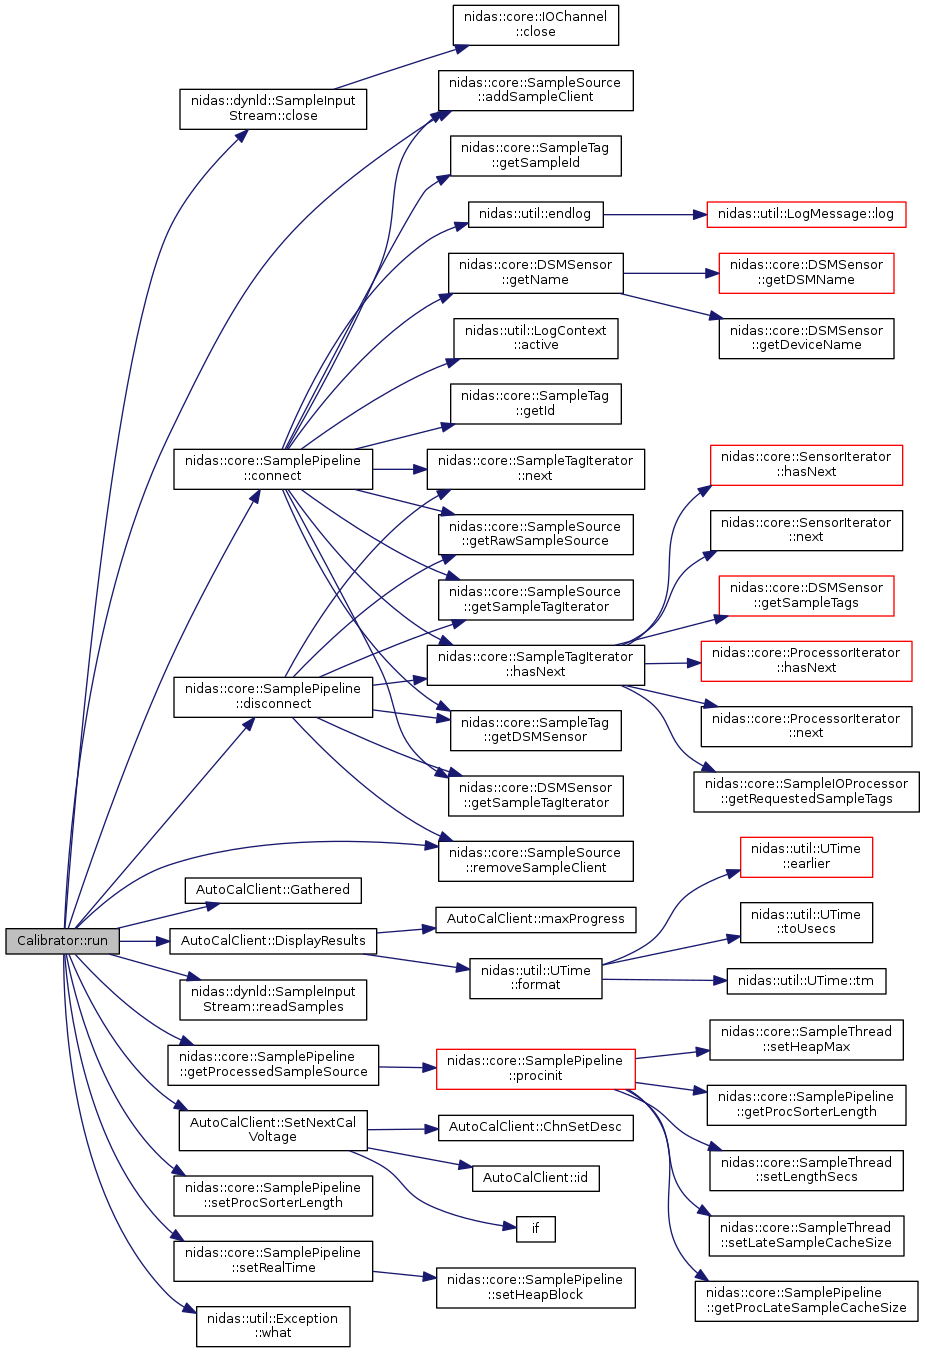 nidas::core::IOChannel
::close
nidas::core::SampleSource
::addSampleClient
nidas::dynld::SampleInput
Stream::close
nidas::core::SampleTag
::getSampleId
nidas::util::endlog
nidas::util::LogMessage::log
nidas::core::DSMSensor
::getName
nidas::core::DSMSensor
::getDSMName
nidas::util::LogContext
::active
nidas::core::DSMSensor
::getDeviceName
nidas::core::SampleTag
::getId
nidas::core::SamplePipeline
::connect
nidas::core::SampleTagIterator
::next
nidas::core::SensorIterator
::hasNext
nidas::core::SampleSource
::getRawSampleSource
nidas::core::SensorIterator
::next
nidas::core::SampleSource
::getSampleTagIterator
nidas::core::DSMSensor
::getSampleTags
nidas::core::SampleTagIterator
::hasNext
nidas::core::ProcessorIterator
::hasNext
nidas::core::SamplePipeline
::disconnect
nidas::core::SampleTag
::getDSMSensor
nidas::core::ProcessorIterator
::next
nidas::core::DSMSensor
::getSampleTagIterator
nidas::core::SampleIOProcessor
::getRequestedSampleTags
nidas::core::SampleSource
::removeSampleClient
nidas::util::UTime
::earlier
AutoCalClient::Gathered
AutoCalClient::maxProgress
nidas::util::UTime
::toUsecs
Calibrator::run
AutoCalClient::DisplayResults
nidas::util::UTime
::format
nidas::util::UTime::tm
nidas::dynld::SampleInput
Stream::readSamples
nidas::core::SampleThread
::setHeapMax
nidas::core::SamplePipeline
::getProcessedSampleSource
nidas::core::SamplePipeline
::procinit
nidas::core::SamplePipeline
::getProcSorterLength
AutoCalClient::SetNextCal
Voltage
AutoCalClient::ChnSetDesc
nidas::core::SampleThread
::setLengthSecs
AutoCalClient::id
nidas::core::SamplePipeline
::setProcSorterLength
if
nidas::core::SampleThread
::setLateSampleCacheSize
nidas::core::SamplePipeline
::setRealTime
nidas::core::SamplePipeline
::setHeapBlock
nidas::core::SamplePipeline
::getProcLateSampleCacheSize
nidas::util::Exception
::what